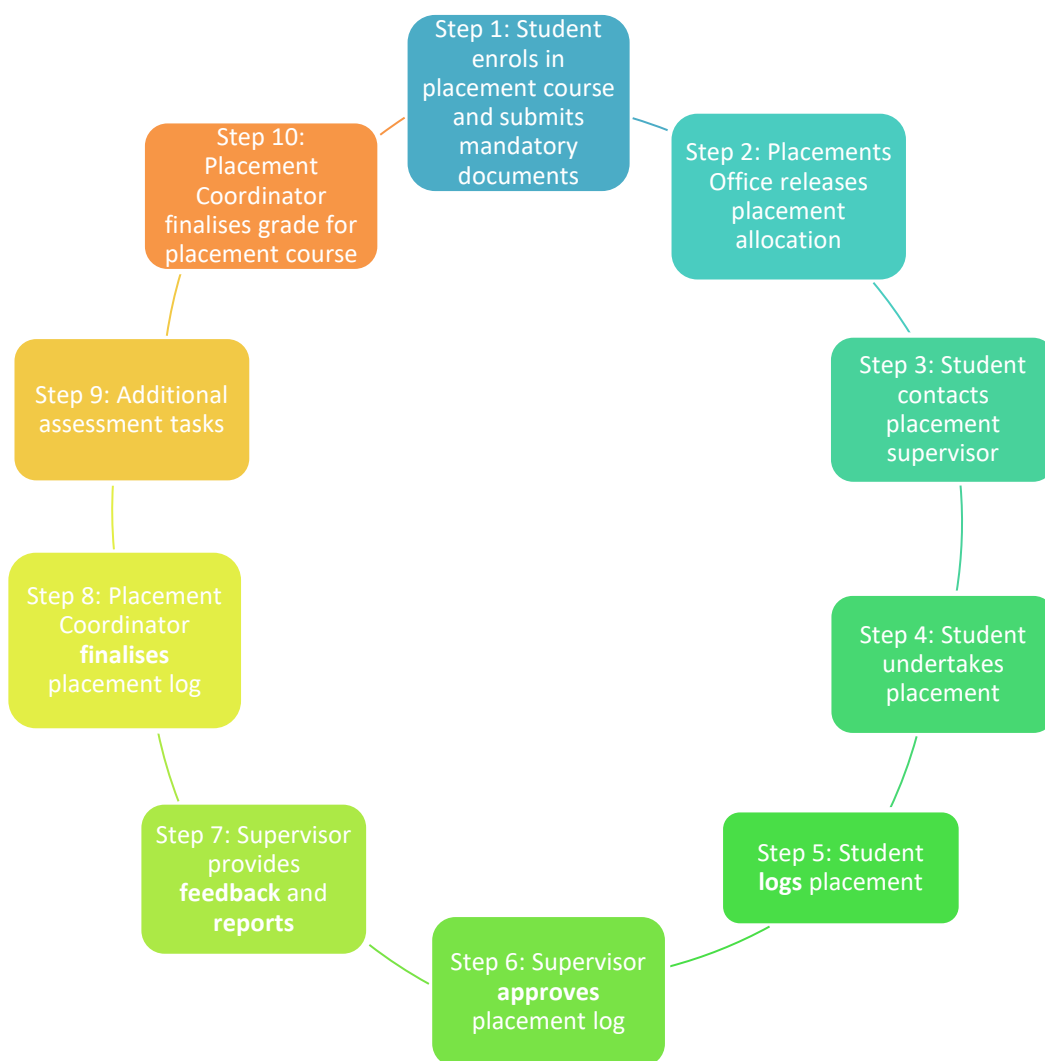 Step 1: Student
enrols in
placement course
and submits
mandatory
documents
Step 2: Placements
Office releases
placement
allocation
Step 3: Student
contacts
placement
supervisor
Step 4: Student
undertakes
placement
Step 5: Student
logs placement
Step 6: Supervisor
approves
placement log
Step 7: Supervisor
provides
feedback and
reports
Step 8: Placement
Coordinator
finalises
placement log
Step 9: Additional
assessment tasks
Step 10:
Placement
Coordinator
finalises grade for
placement course